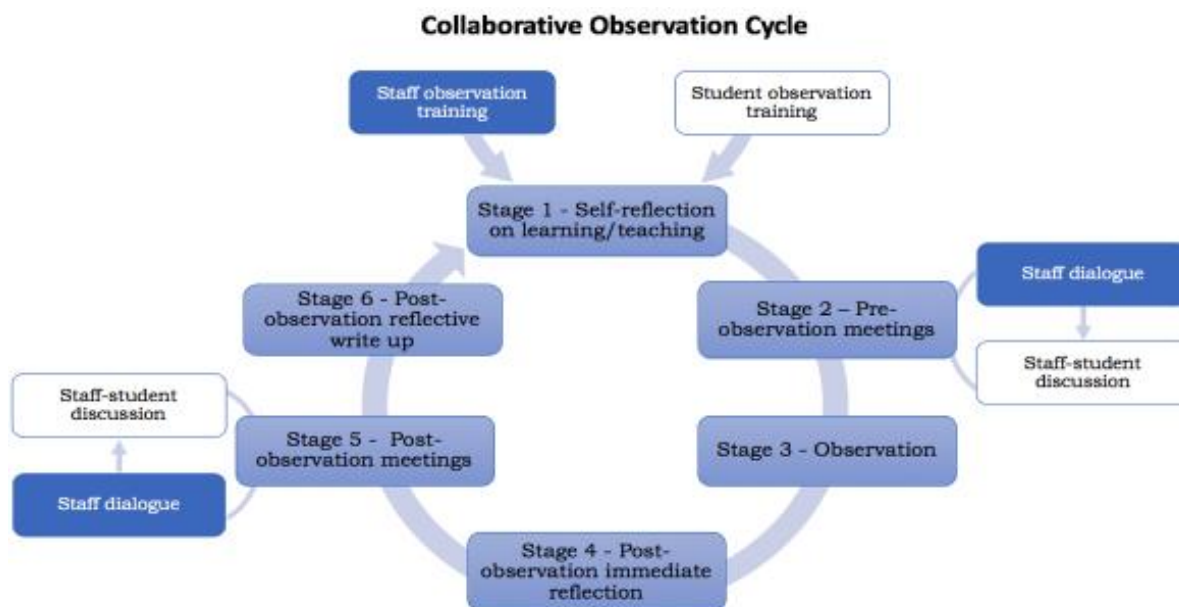 Collaborative Observation Cycle
Staff observation
training
Student observation
training
Stage 1 - Self-reflection
on learning/teaching
Stage 2 – Pre-
observation meetings
Staff dialogue
Staff-student
discussion
Stage 3 - Observation
Stage 4 - Post-
observation immediate
reflection
Stage 5 - Post-
observation meetings
Staff-student
discussion
Staff dialogue
Stage 6 - Post-
observation reflective
write up